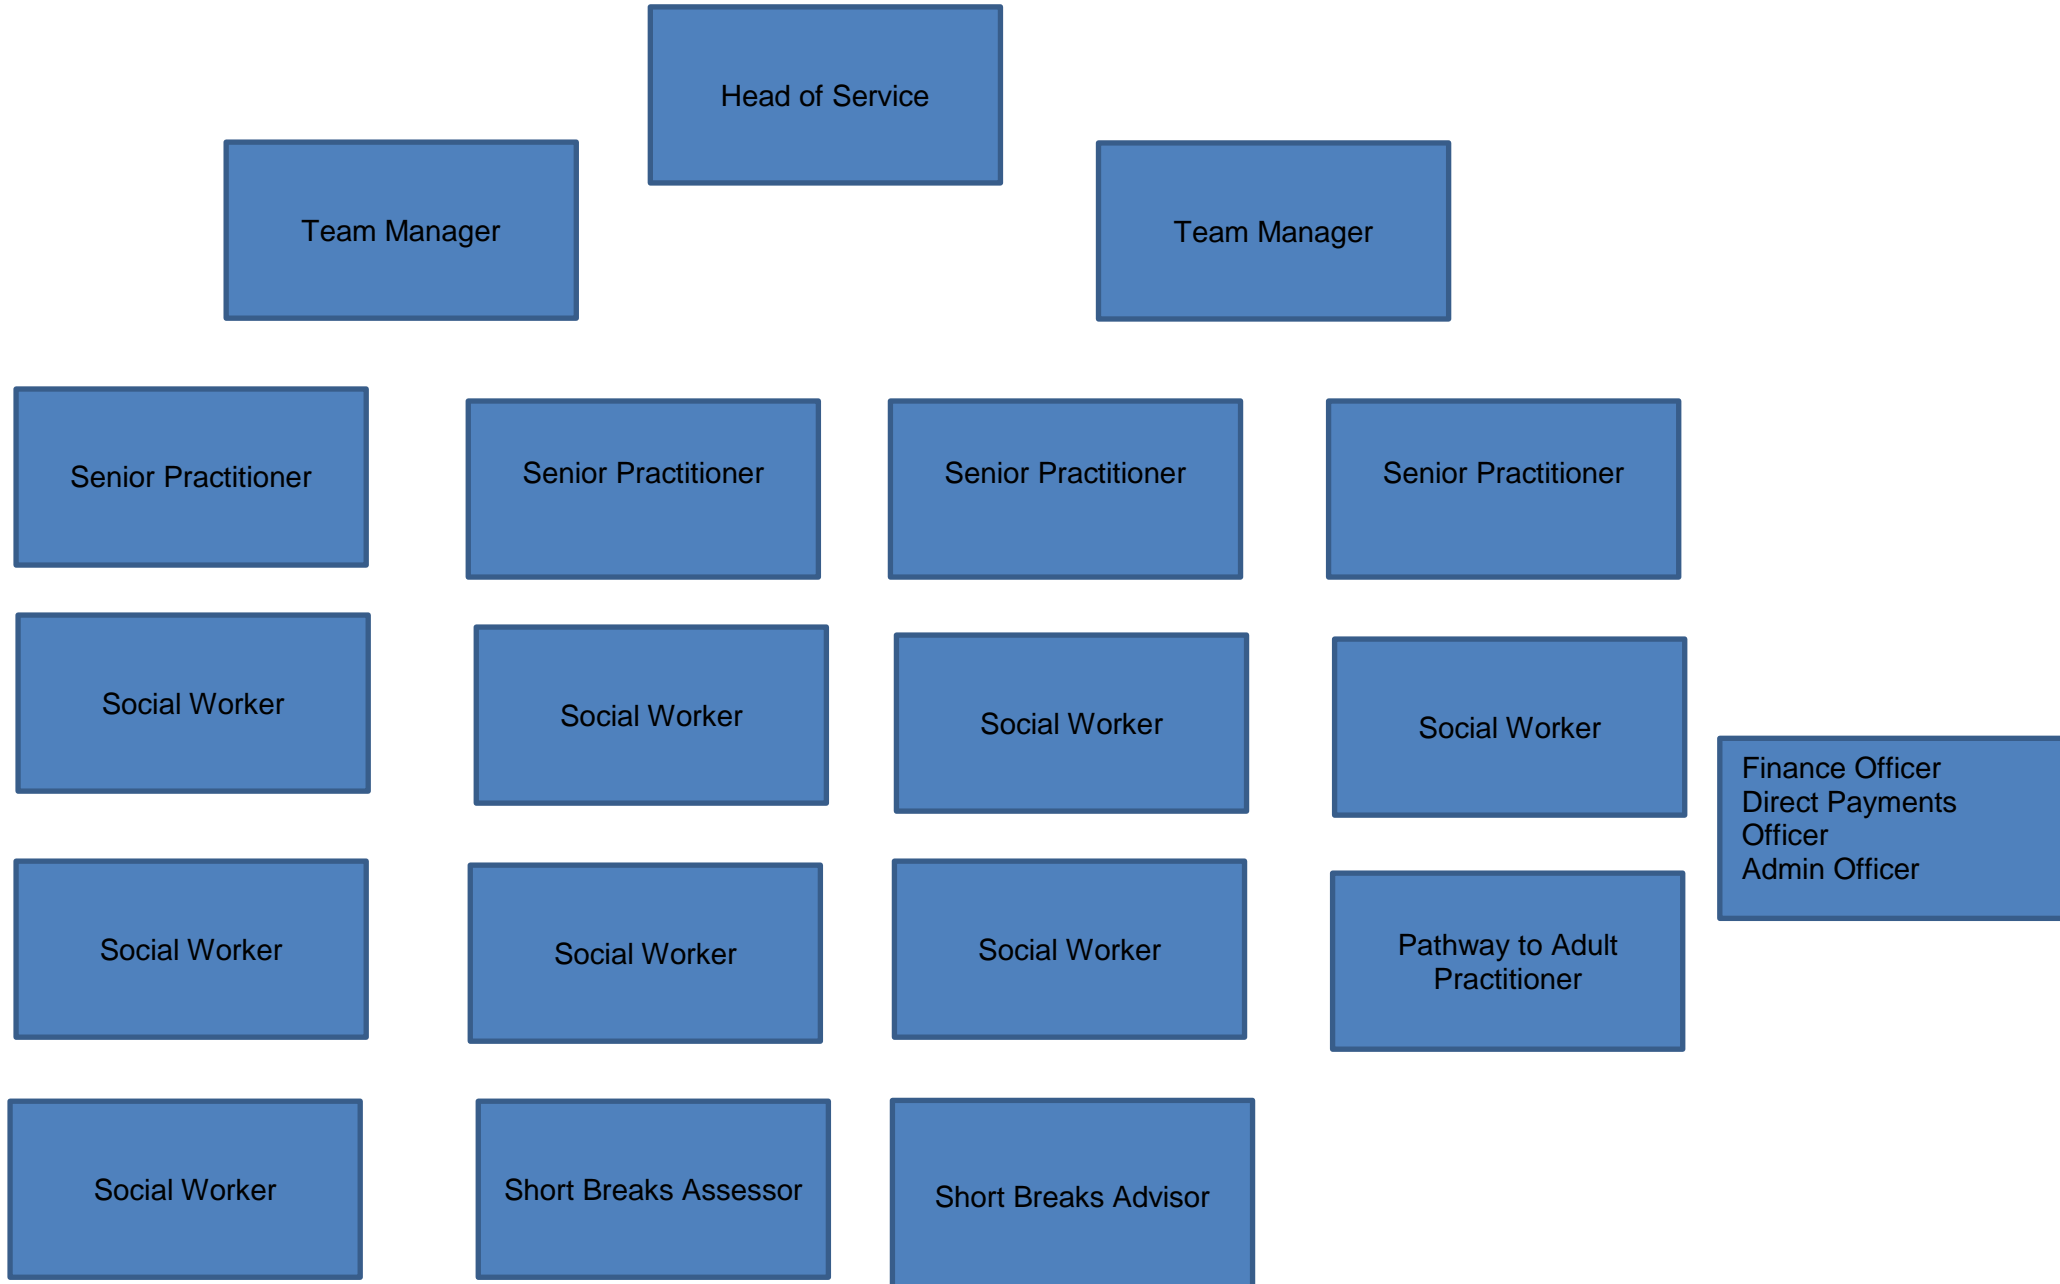 Head of Service
Team Manager
Team Manager
Senior Practitioner
Senior Practitioner
Senior Practitioner
Senior Practitioner
Social Worker
Social Worker
Social Worker
Social Worker
Finance Officer
Direct Payments
Officer
Admin Officer
Social Worker
Social Worker
Social Worker
Pathway to Adult
Practitioner
Social Worker
Short Breaks Assessor
Short Breaks Advisor